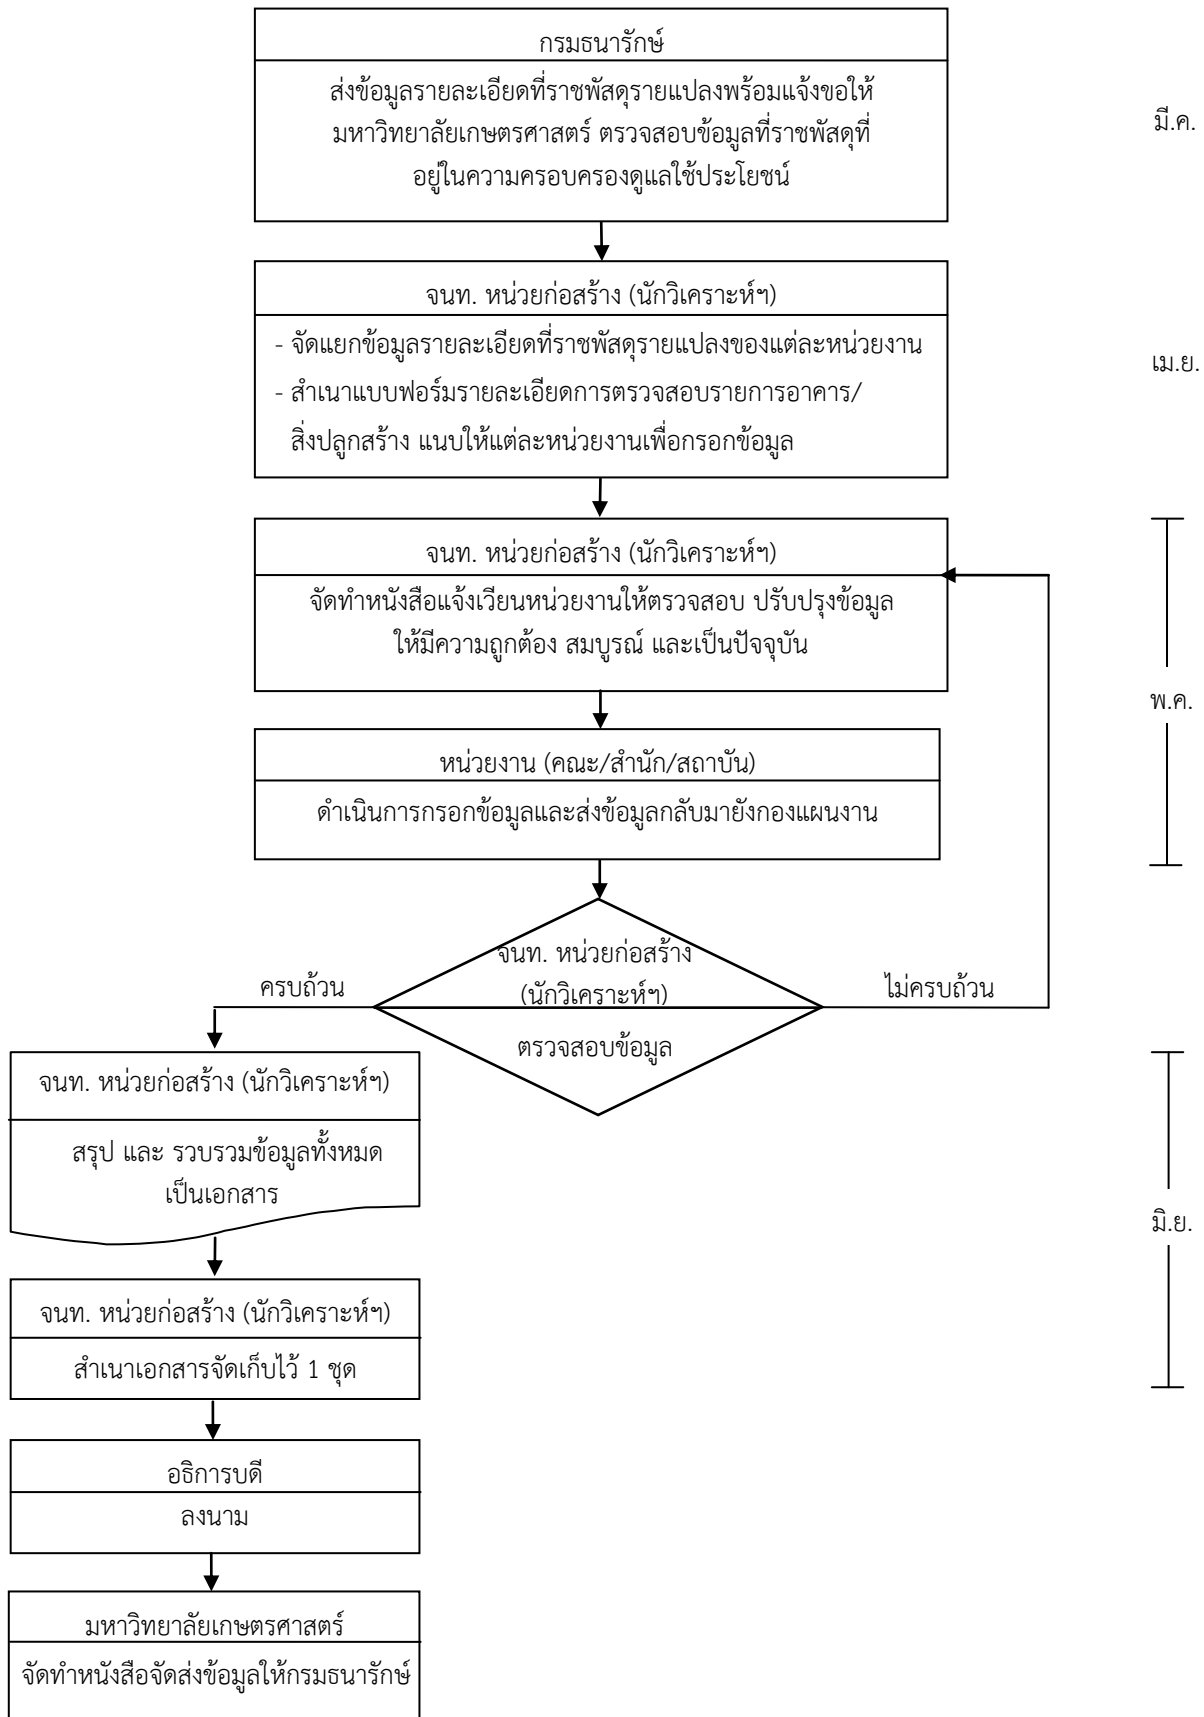 กรมธนารักษ์
ส่งข้อมูลรายละเอียดที่ราชพัสดุรายแปลงพร้อมแจ้งขอให้
มหาวิทยาลัยเกษตรศาสตร์ ตรวจสอบข้อมูลที่ราชพัสดุที่
อยู่ในความครอบครองดูแลใช้ประโยชน์
มี.ค.
จนท. หน่วยก่อสร้าง (นักวิเคราะห์ฯ)
- จัดแยกข้อมูลรายละเอียดที่ราชพัสดุรายแปลงของแต่ละหน่วยงาน
- สำเนาแบบฟอร์มรายละเอียดการตรวจสอบรายการอาคาร/
สิ่งปลูกสร้าง แนบให้แต่ละหน่วยงานเพื่อกรอกข้อมูล
เม.ย.
จนท. หน่วยก่อสร้าง (นักวิเคราะห์ฯ)
จัดทำหนังสือแจ้งเวียนหน่วยงานให้ตรวจสอบ ปรับปรุงข้อมูล
ให้มีความถูกต้อง สมบูรณ์ และเป็นปัจจุบัน
พ.ค.
หน่วยงาน (คณะ/สำนัก/สถาบัน)
ดำเนินการกรอกข้อมูลและส่งข้อมูลกลับมายังกองแผนงาน
จนท. หน่วยก่อสร้าง
(นักวิเคราะห์ฯ)
ตรวจสอบข้อมูล
ครบถ้วน
ไม่ครบถ้วน
จนท. หน่วยก่อสร้าง (นักวิเคราะห์ฯ)
สรุป และ รวบรวมข้อมูลทั้งหมด
เป็นเอกสาร
มิ.ย.
จนท. หน่วยก่อสร้าง (นักวิเคราะห์ฯ)
สำเนาเอกสารจัดเก็บไว้ 1 ชุด
อธิการบดี
ลงนาม
มหาวิทยาลัยเกษตรศาสตร์
จัดทำหนังสือจัดส่งข้อมูลให้กรมธนารักษ์